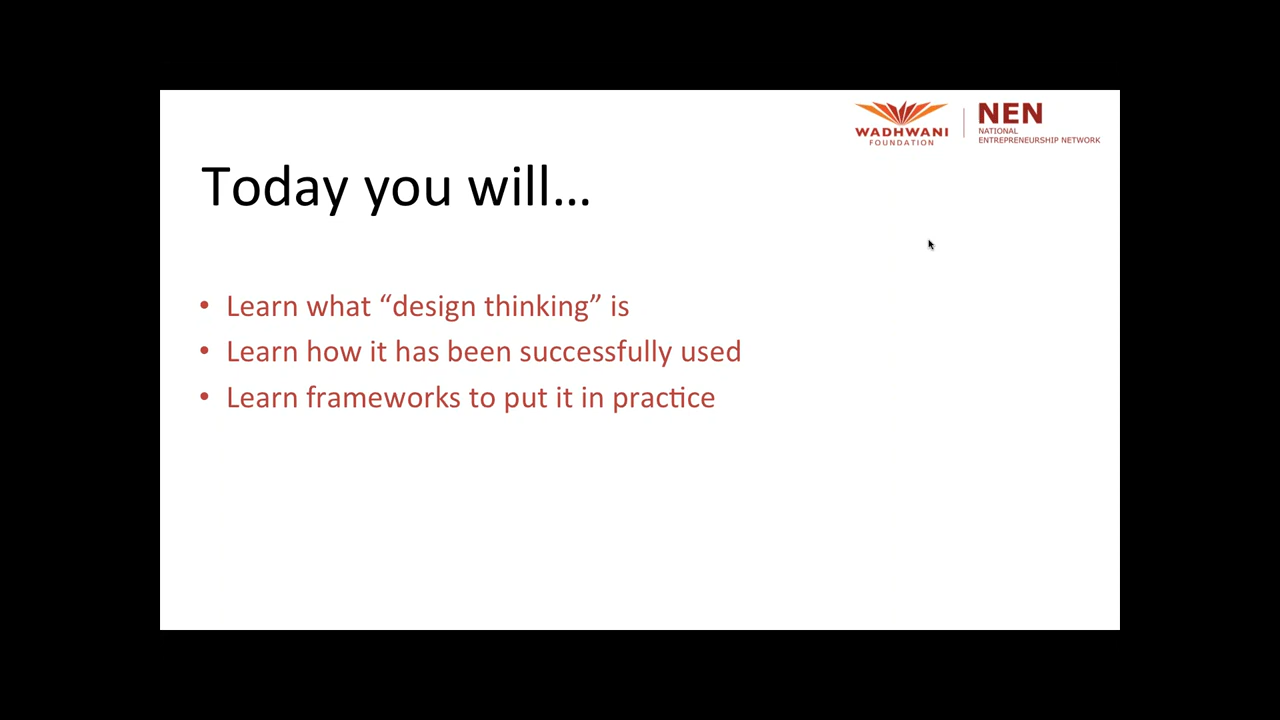 WADHWANI
FOUNDATION
NEN
NATIONAL
ENTREPRENEURSHIP NETWORK
Today you will...
• Learn what “design thinking” is
• Learn how it has been successfully used
• Learn frameworks to put it in practice